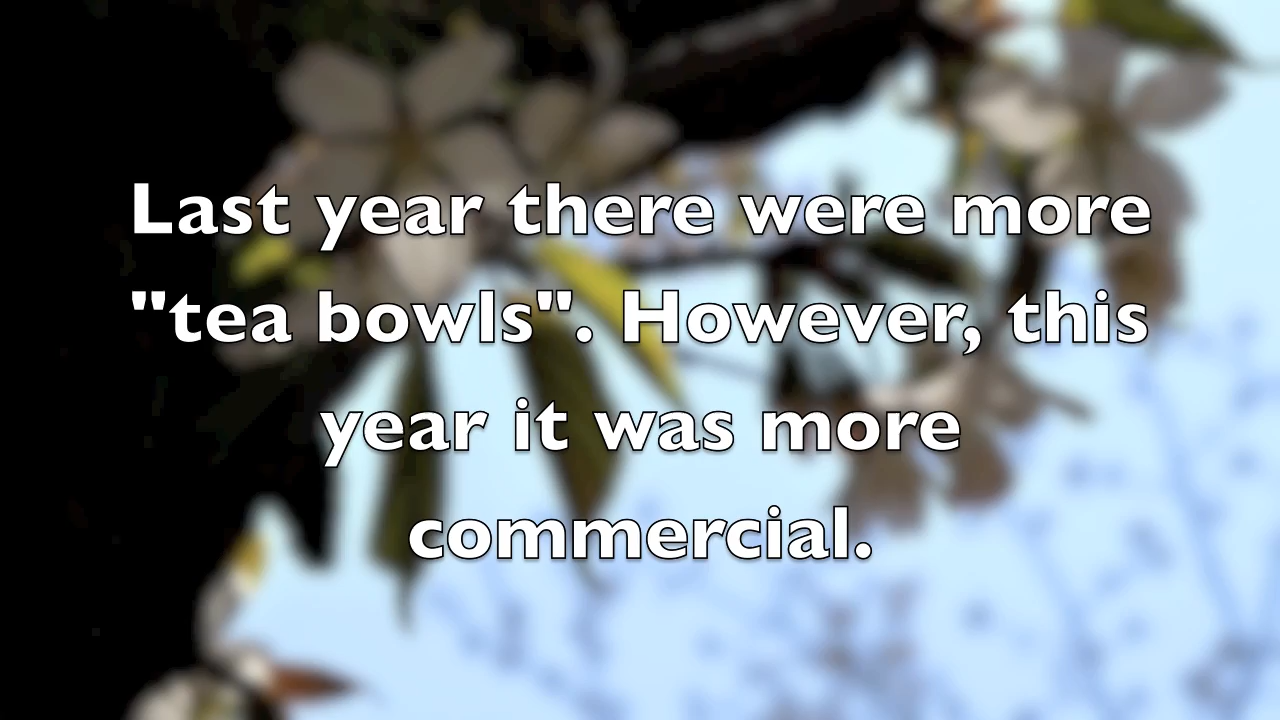 Last year there were more
"tea bowls". However, this
year it was more
commercial.